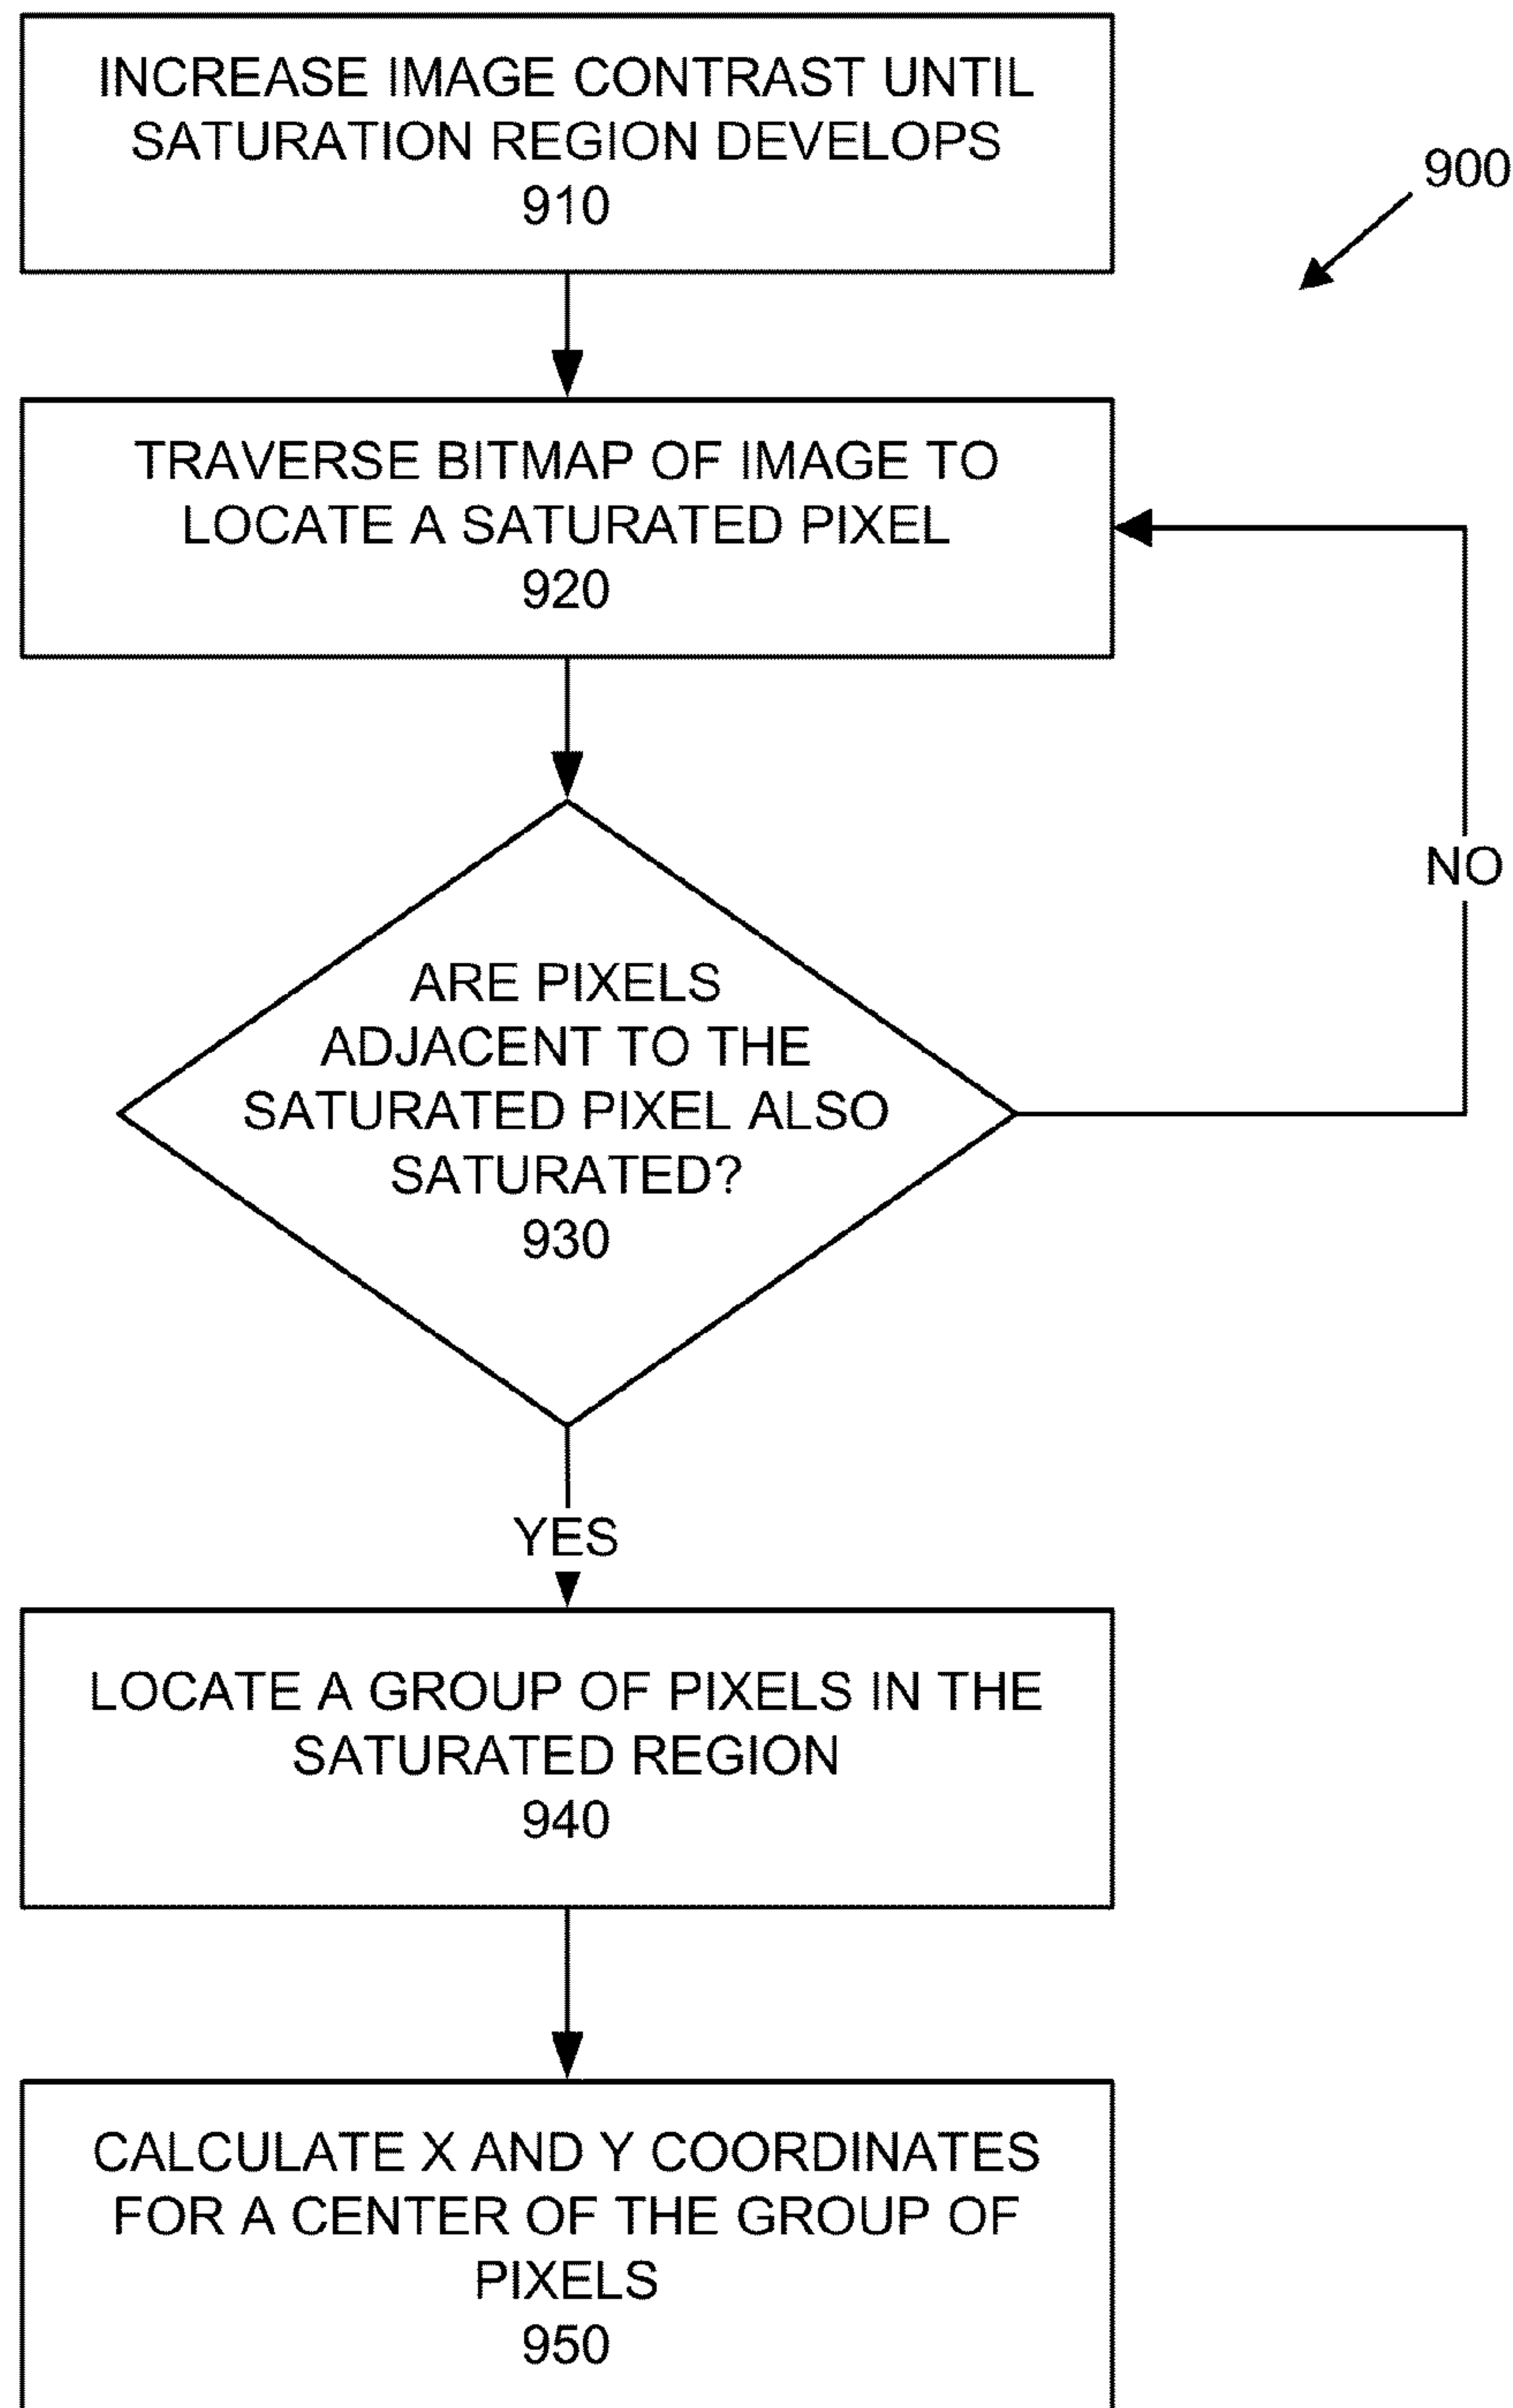 INCREASE IMAGE CONTRAST UNTIL
SATURATION REGION DEVELOPS
910
900
TRAVERSE BITMAP OF IMAGE TO
LOCATE A SATURATED PIXEL
920
NO
ARE PIXELS
ADJACENT TO THE
SATURATED PIXEL ALSO
SATURATED?
930
YES
LOCATE A GROUP OF PIXELS IN THE
SATURATED REGION
940
CALCULATE X AND Y COORDINATES
FOR A CENTER OF THE GROUP OF
PIXELS
950